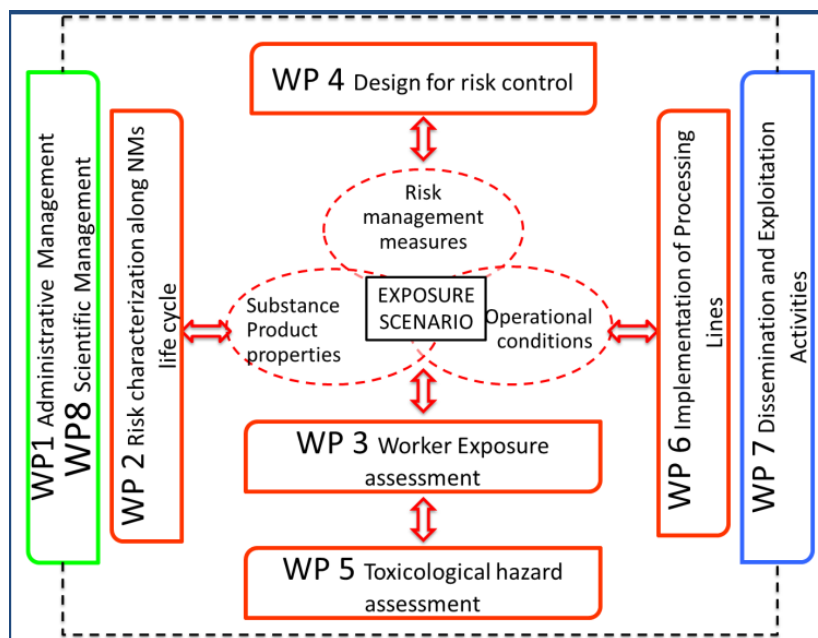 WP 4 Design for risk control
WP1 Administrative Management
WP8 Scientific Management
WP 2 Risk characterization along NMs
life cycle
Risk
management
measures
Substance
Product
properties
EXPOSURE
SCENARIO
Operational
conditions
WP 3 Worker Exposure
assessment
WP 5 Toxicological hazard
assessment
WP 6 Implementation of Processing
Lines
WP 7 Dissemination and Exploitation
Activities